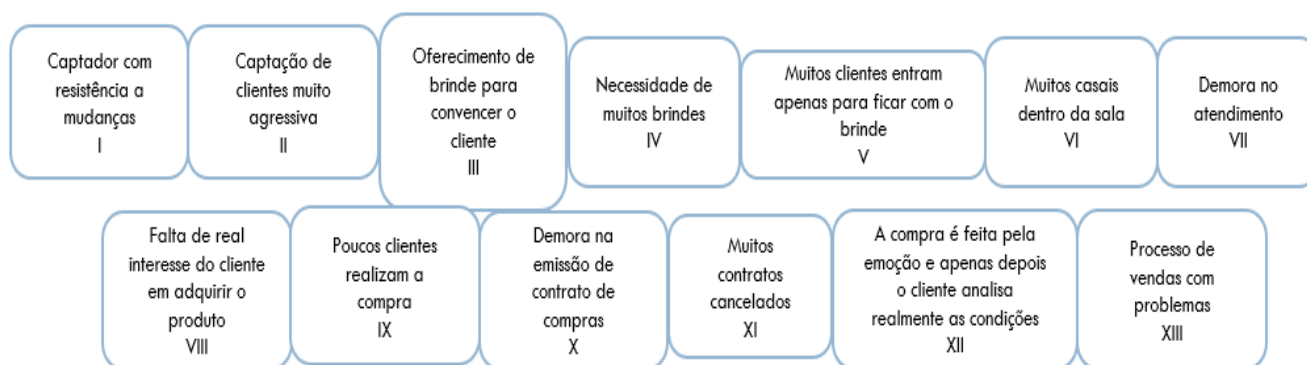 Captador com
resistência a
mudanças
I
Captação de
clientes muito
agressiva
II
Oferecimento de
brinde para
convencer o
cliente
III
Necessidade de
muitos brindes
IV
Muitos clientes entram
apenas para ficar com o
brinde
V
Muitos casais
dentro da sala
VI
Demora no
atendimento
VII
Falta de real
interesse do cliente
em adquirir o
produto
VIII
Poucos clientes
realizam a
compra
IX
Demora na
emissão de
contrato de
compras
X
Muitos
contratos
cancelados
XI
A compra é feita pela
emoção e apenas depois
o cliente analisa
realmente as condições
XII
Processo de
vendas com
problemas
XIII